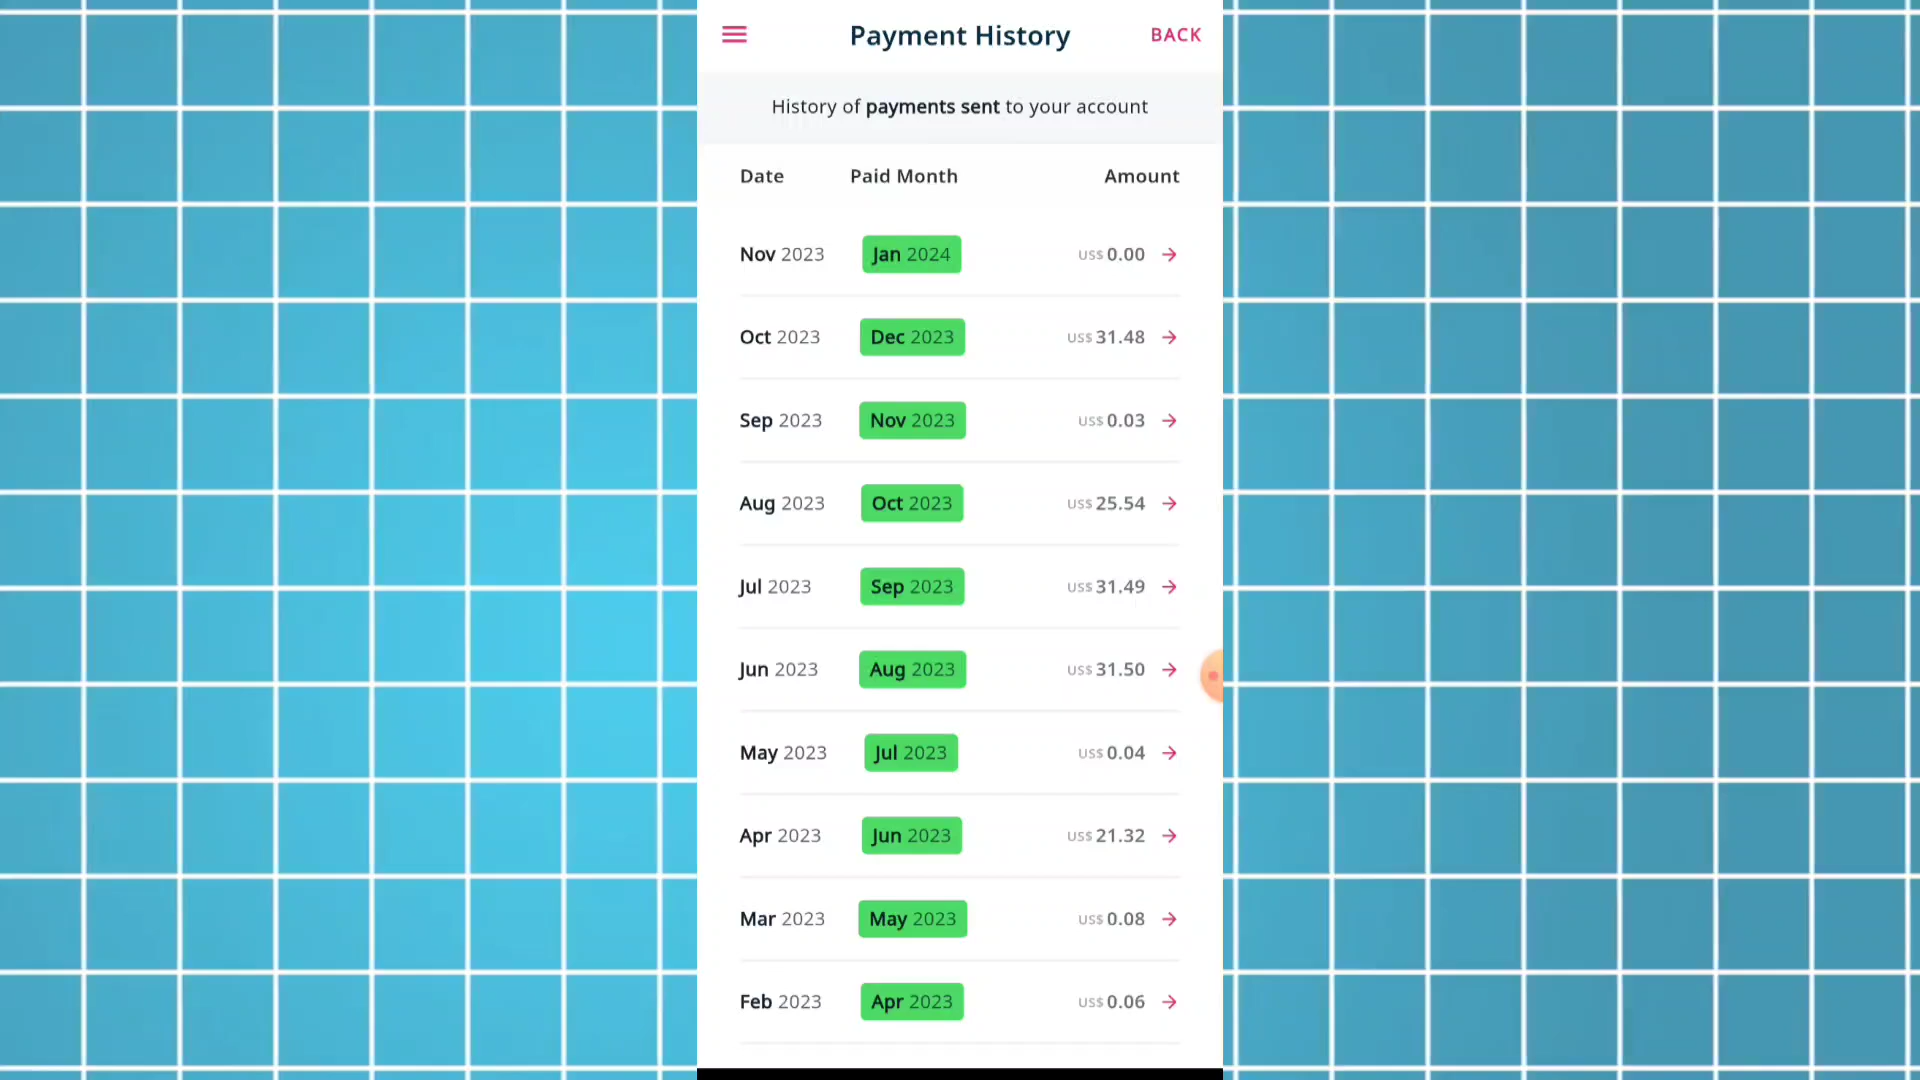 Payment History BACK
History of payments sent to your account
Date Paid Month Amount
Nov 2023 Jan 2024 US$ 0.00
Oct 2023 Dec 2023 US$ 31.48
Sep 2023 Nov 2023 US$ 0.03
Aug 2023 Oct 2023 US$ 25.54
Jul 2023 Sep 2023 US$ 31.49
Jun 2023 Aug 2023 US$ 31.50
May 2023 Jul 2023 US$ 0.04
Apr 2023 Jun 2023 US$ 21.32
Mar 2023 May 2023 US$ 0.08
Feb 2023 Apr 2023 US$ 0.06